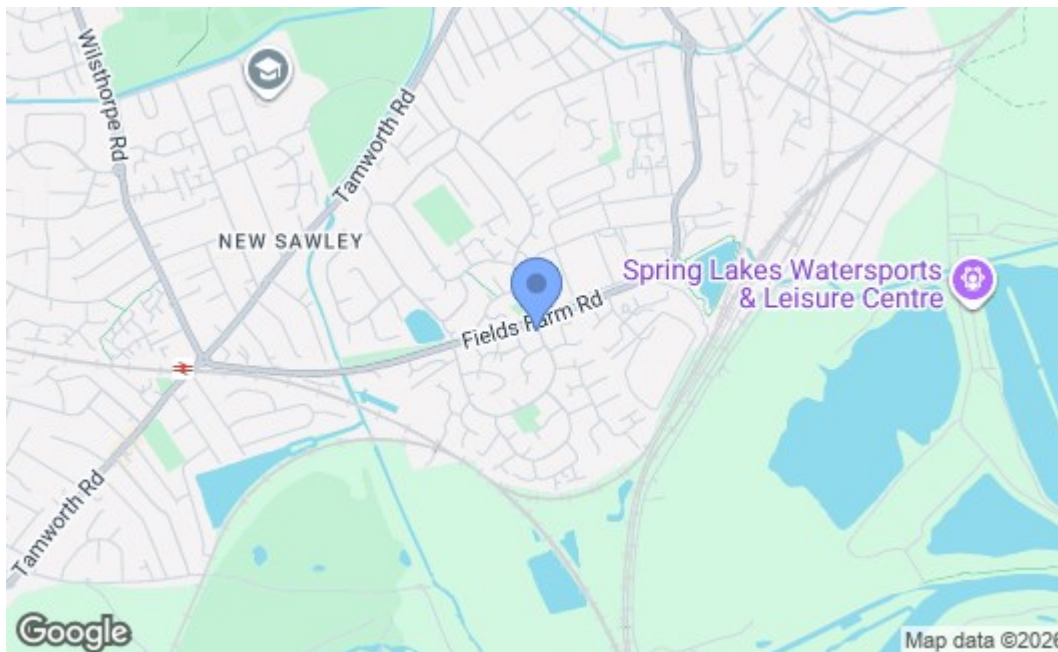 Wilsthorpe Rd
Tamworth Rd
NEW SAWLEY
Spring Lakes Watersports
& Leisure Centre
Fields Farm Rd
Tamworth Rd
Google
Map data ©2026